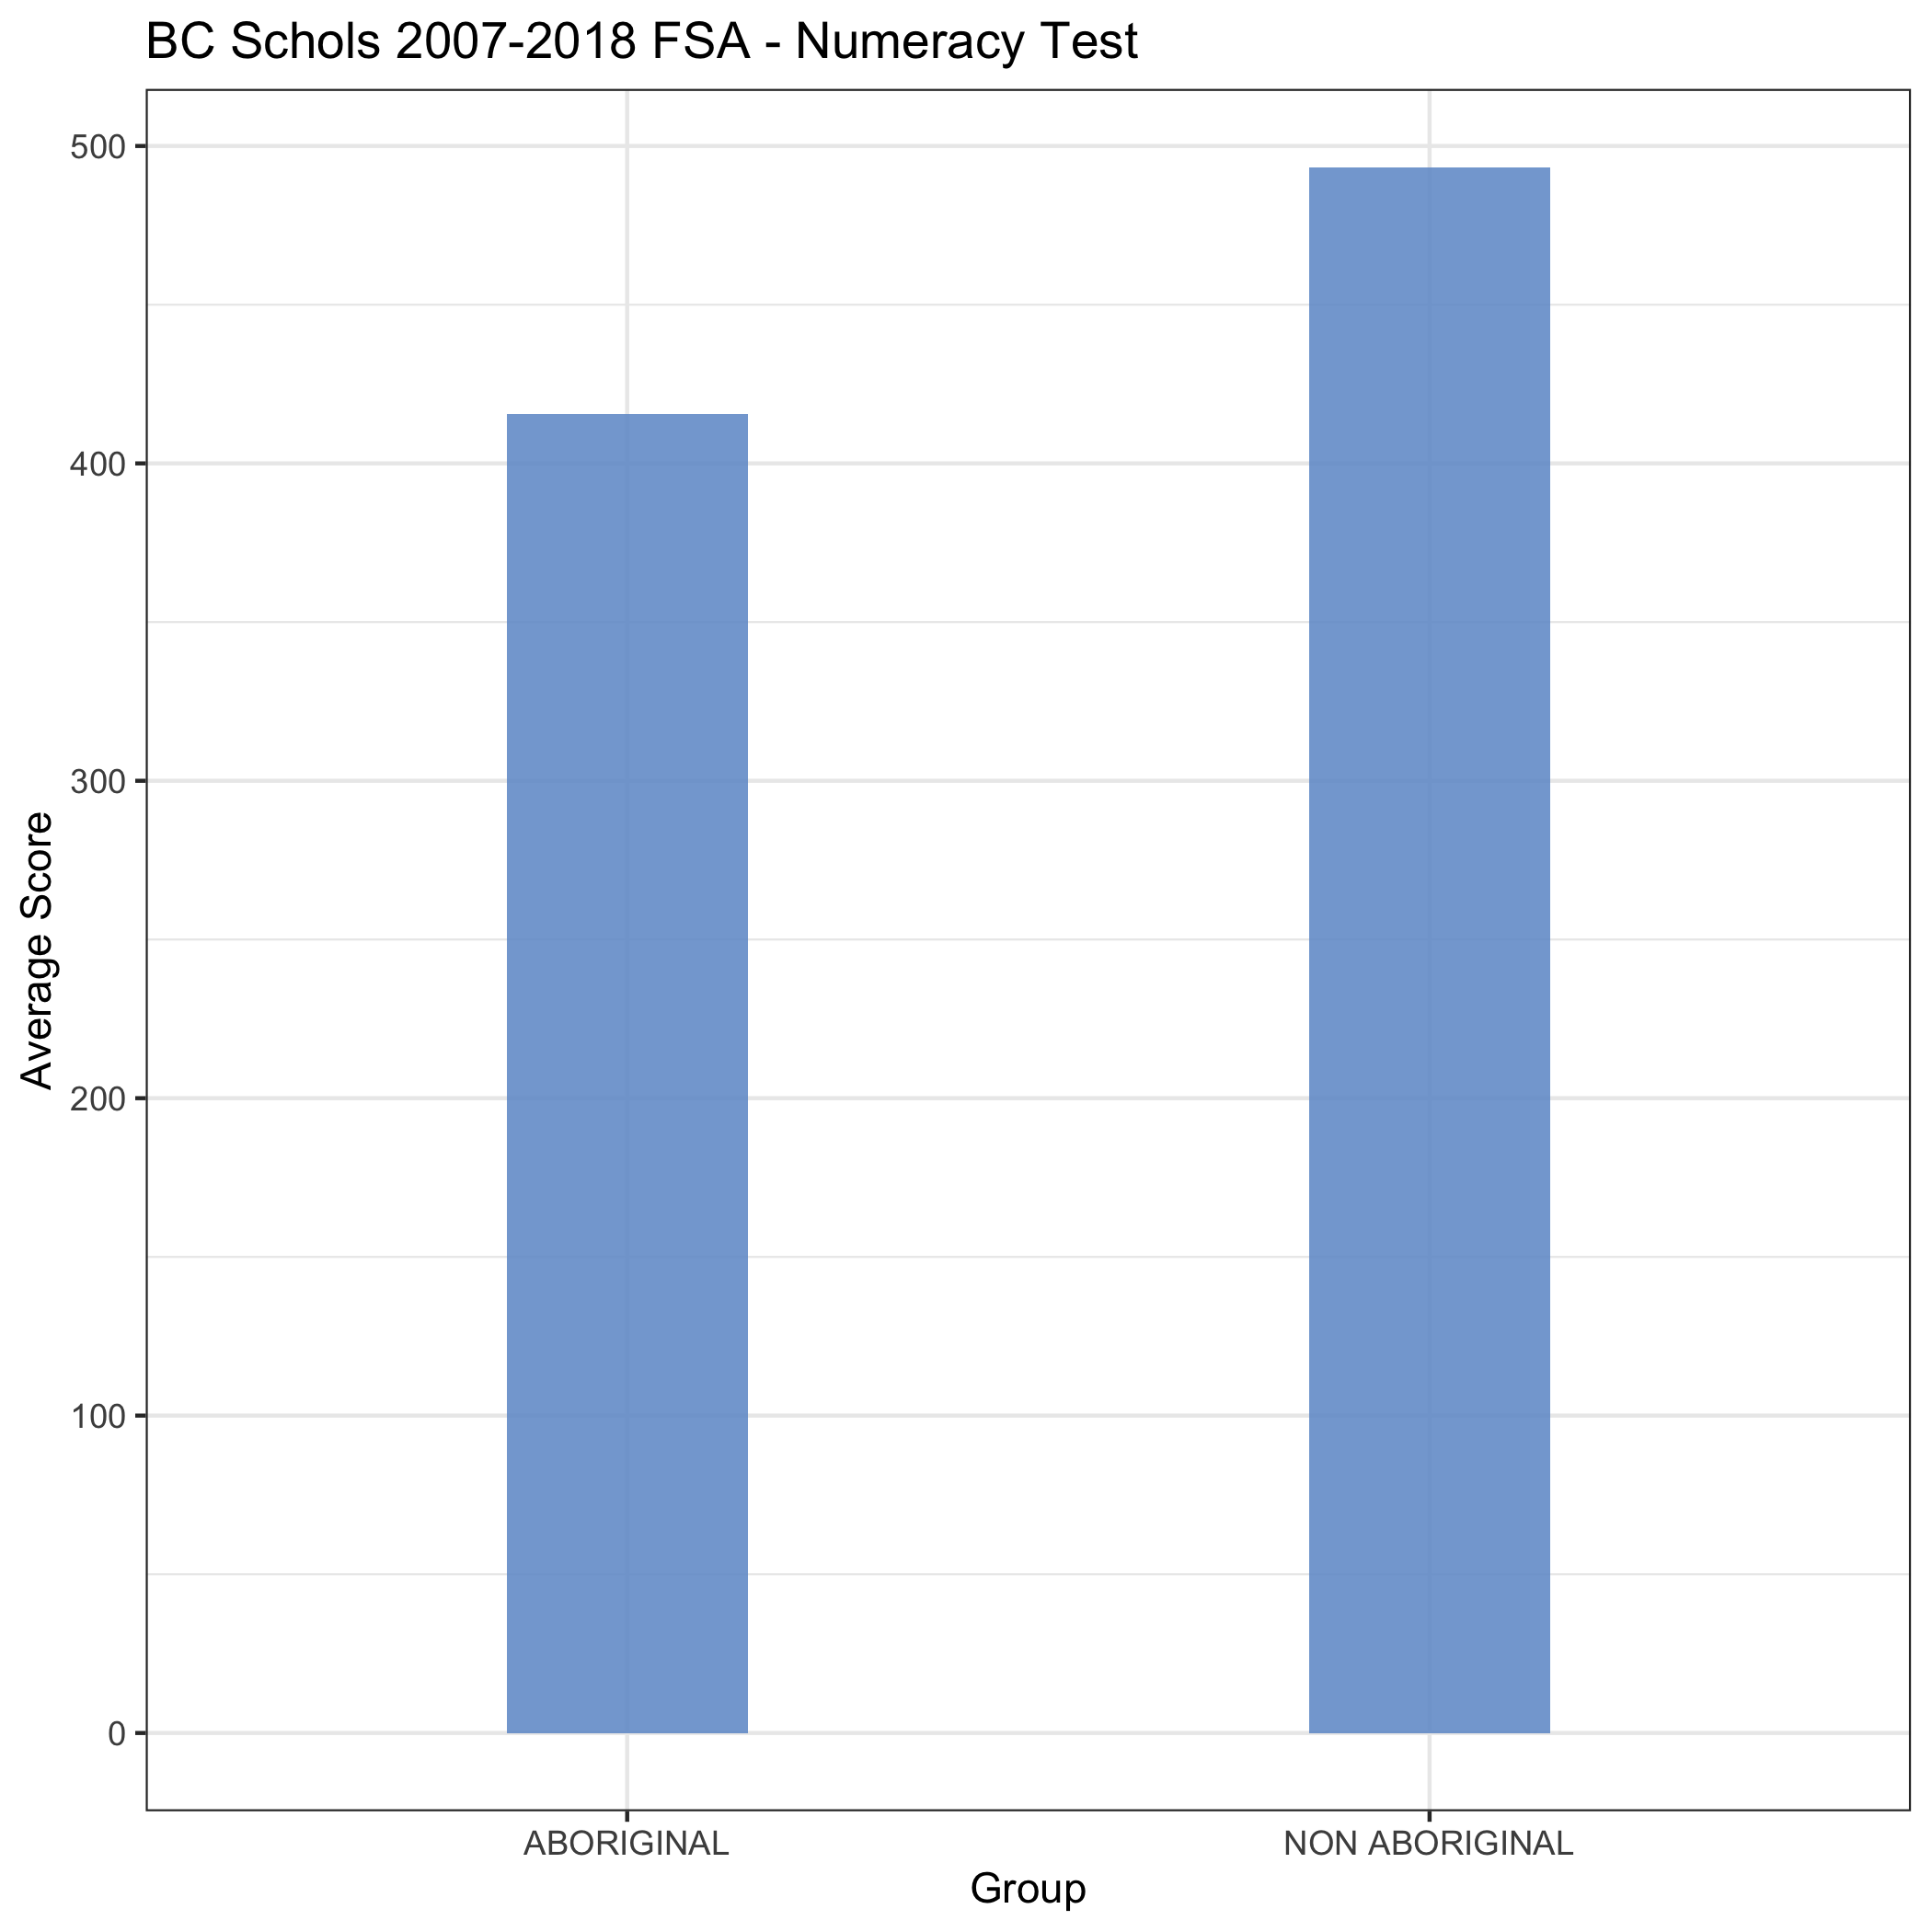 BC Schols 2007-2018 FSA - Numeracy Test
500
400
300
200
100
0
Average Score
ABORIGINAL
NON ABORIGINAL
Group